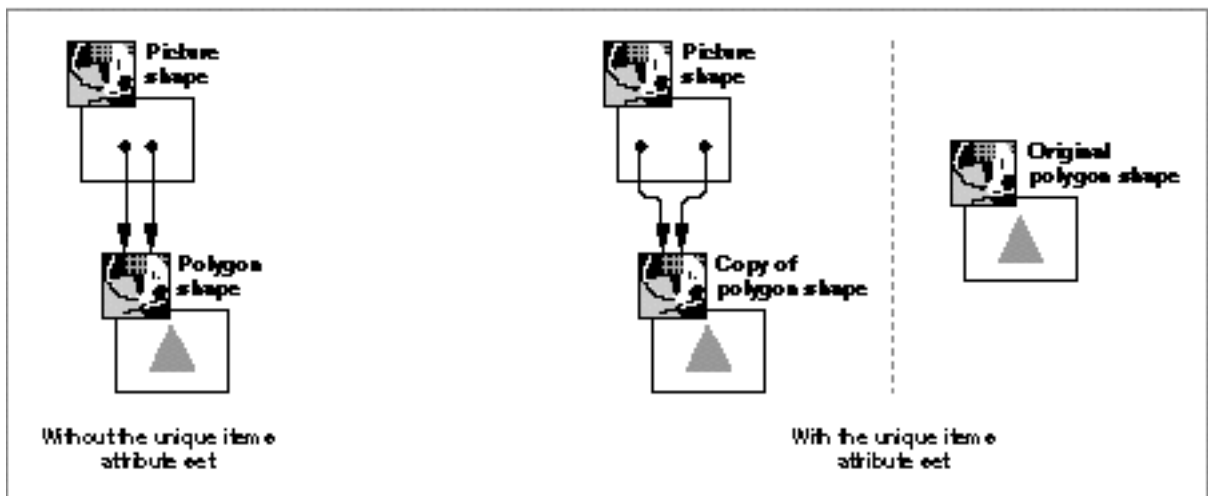 Picture
shape
Polygon
shape
Without the unique items
attribute set
Picture
shape
Copy of
polygon shape
Original
polygon shape
With the unique items
attribute set